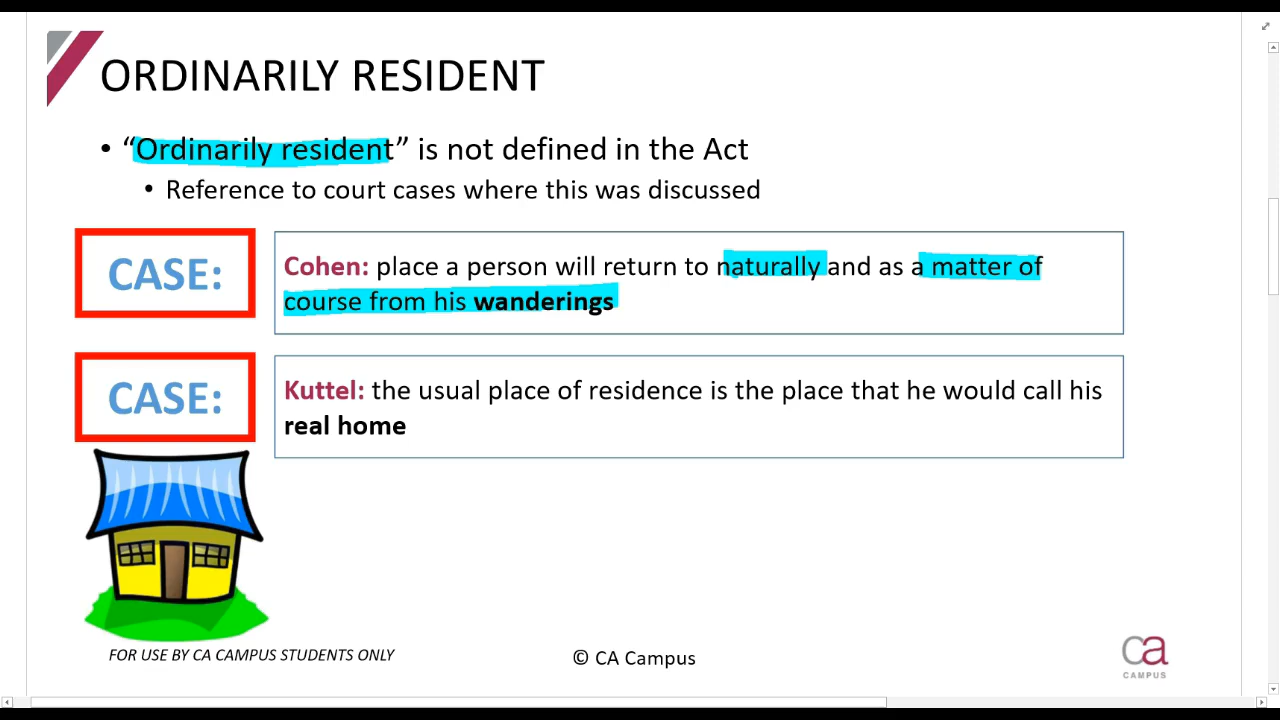 ORDINARILY RESIDENT
• “Ordinarily resident” is not defined in the Act
• Reference to court cases where this was discussed
CASE:
Cohen: place a person will return to naturally and as a matter of
course from his wanderings
CASE:
Kuttel: the usual place of residence is the place that he would call his
real home
FOR USE BY CA CAMPUS STUDENTS ONLY
© CA Campus
ca
CAMPUS